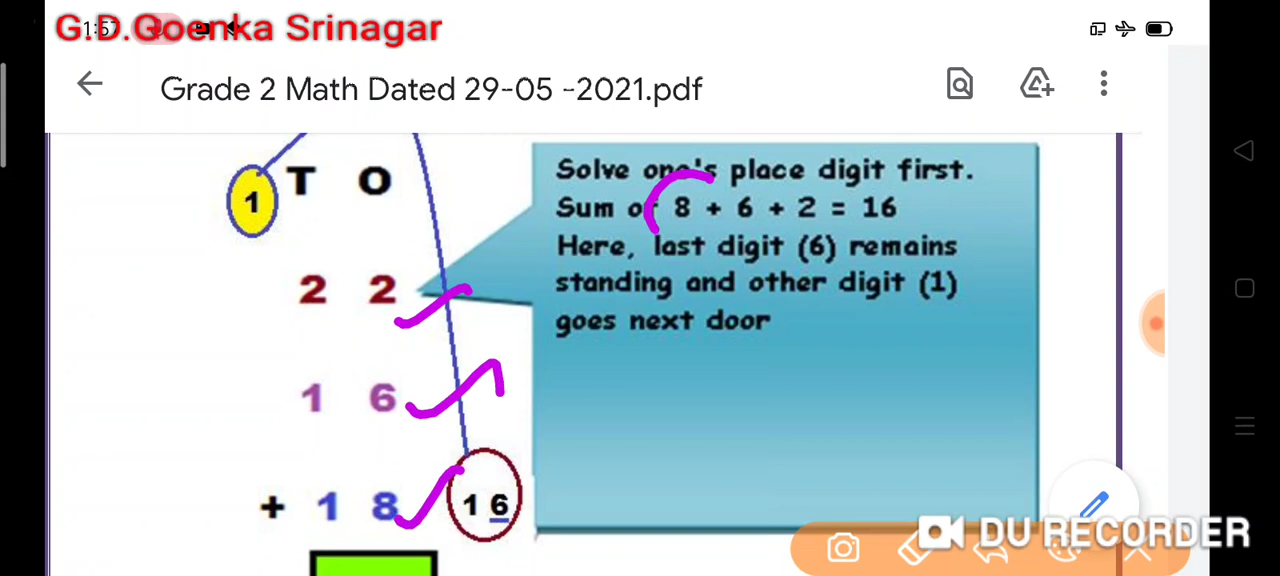 G.D.Goenka Srinagar
Grade 2 Math Dated 29-05 -2021.pdf
1 T O
2 2
1 6
+ 1 8
1 6
Solve one's place digit first.
Sum of 8 + 6 + 2 = 16
Here, last digit (6) remains
standing and other digit (1)
goes next door
DU RECORDER